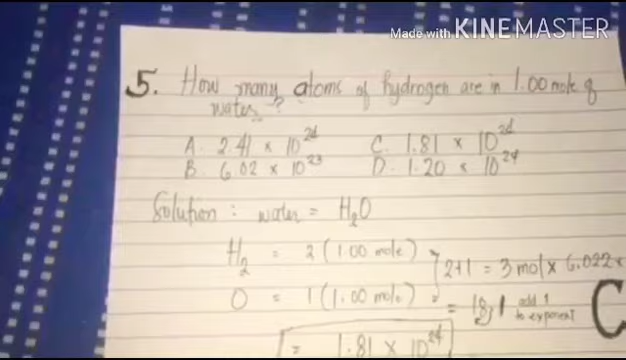 Made with KINEMASTER
5. How many atoms of hydrogen are in 1.00 mole of
water?
A. 2.41 x 10^24 C. 1.81 x 10^24
B. 6.02 x 10^23 D. 1.20 x 10^24
Solution: water = H₂O
H₂ = 2 (1.00 mole)
2+1 = 3 mol x 6.022 x
O = 1 (1.00 mole)
= 18.1 add 1 to exponent
C
= 1.81 x 10^24